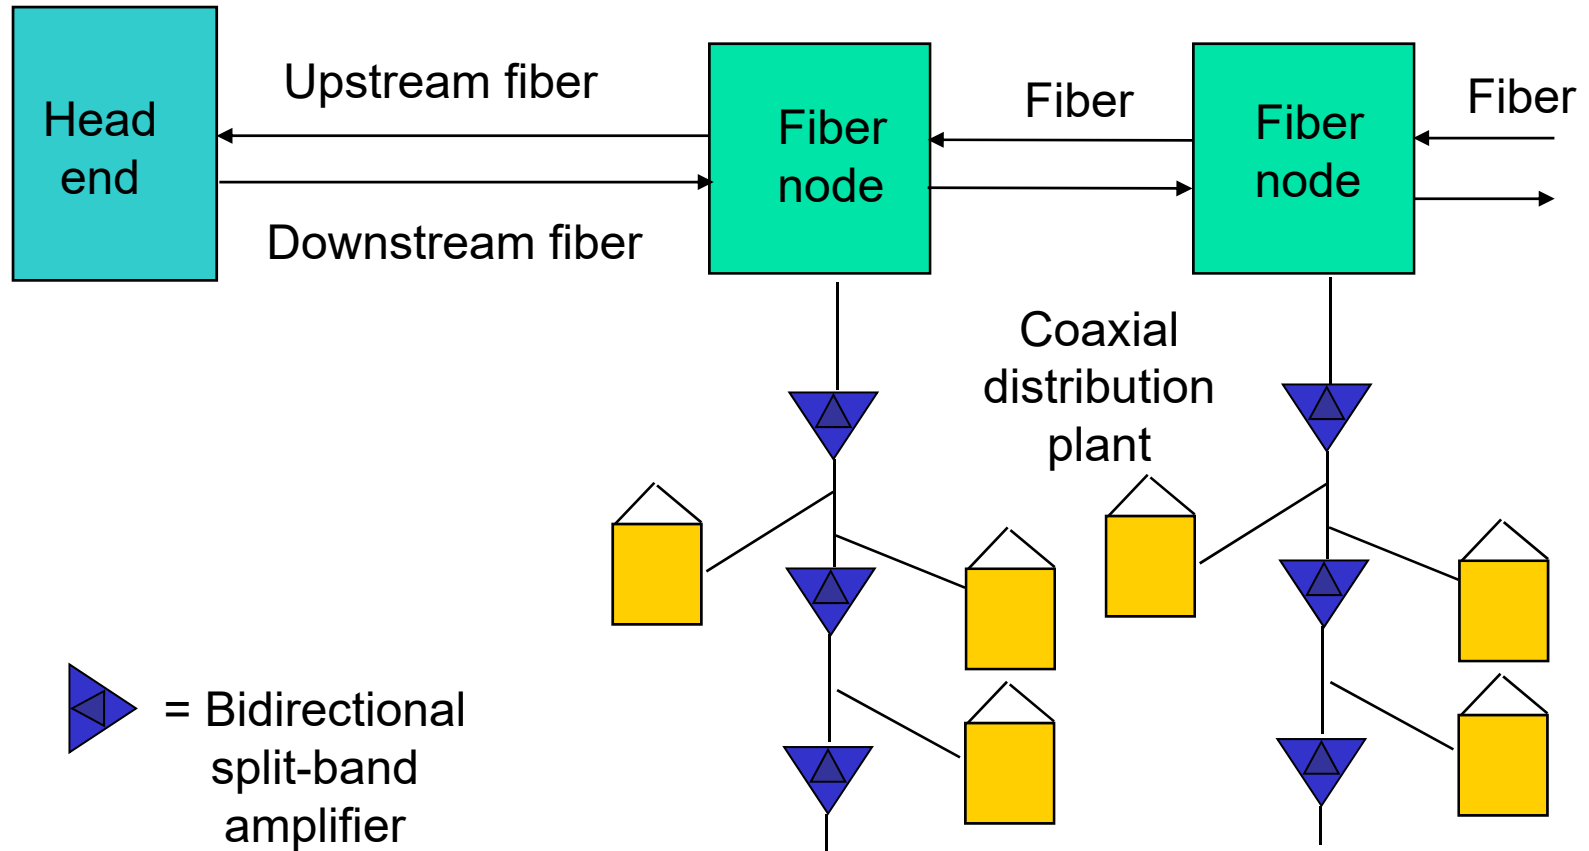 Head
end
Upstream fiber
Downstream fiber
Fiber
node
Fiber
Fiber
node
Fiber
Coaxial
distribution
plant
= Bidirectional
split-band
amplifier